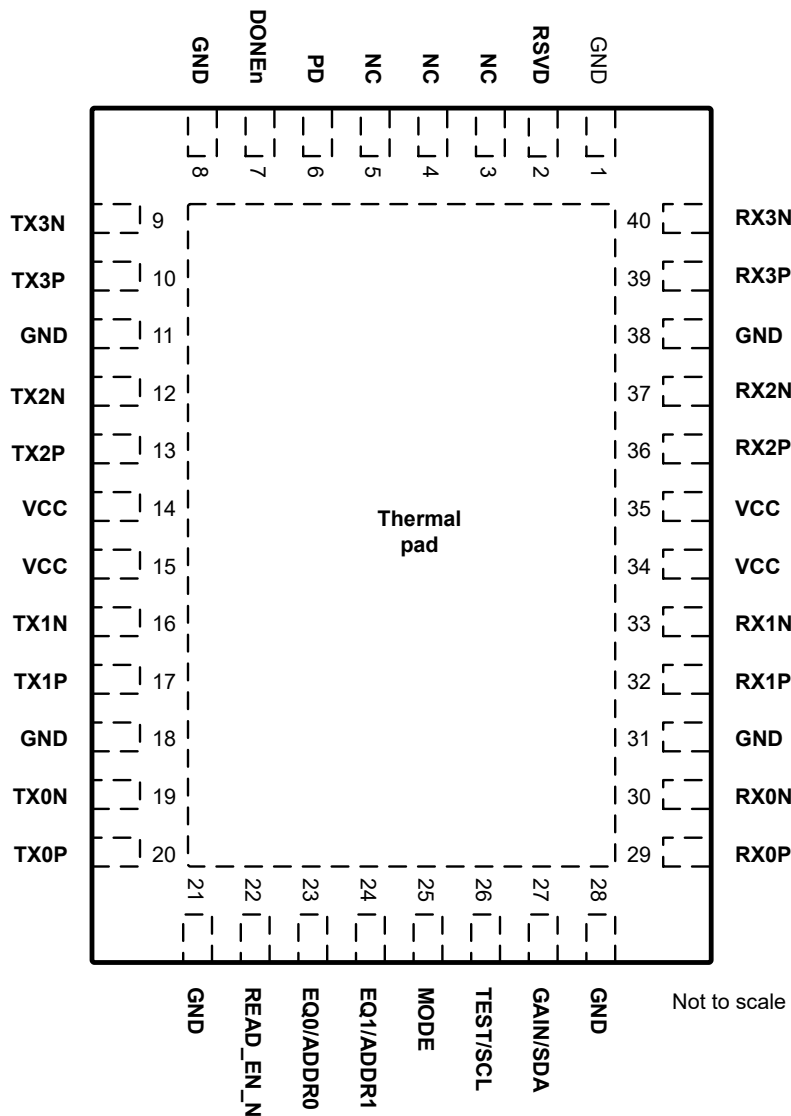 GND
DONEn
PD
NC
NC
NC
RSVD
GND
8
7
6
5
4
3
2
1
TX3N 9
40 RX3N
TX3P 10
39 RX3P
GND 11
38 GND
TX2N 12
37 RX2N
TX2P 13
36 RX2P
VCC 14
35 VCC
Thermal
pad
VCC 15
34 VCC
TX1N 16
33 RX1N
TX1P 17
32 RX1P
GND 18
31 GND
TX0N 19
30 RX0N
TX0P 20
29 RX0P
21
22
23
24
25
26
27
28
GND
READ_EN_N
EQ0/ADDR0
EQ1/ADDR1
MODE
TEST/SCL
GAIN/SDA
GND
Not to scale